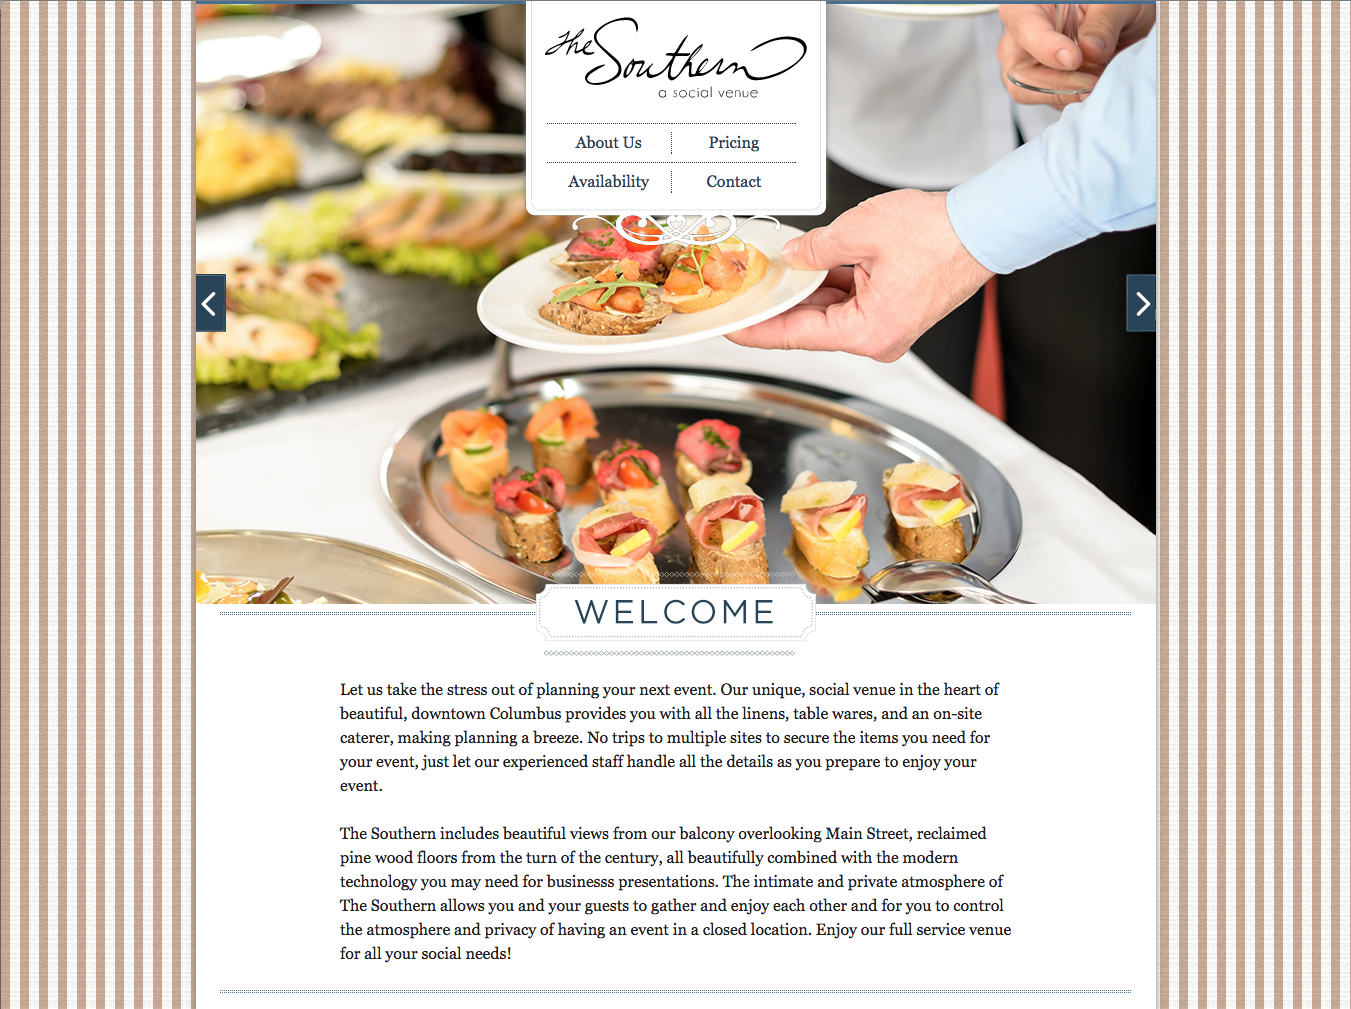 The Southern
a social venue
About Us
Pricing
Availability
Contact
WELCOME
Let us take the stress out of planning your next event. Our unique, social venue in the heart of
beautiful, downtown Columbus provides you with all the linens, table wares, and an on-site
caterer, making planning a breeze. No trips to multiple sites to secure the items you need for
your event, just let our experienced staff handle all the details as you prepare to enjoy your
event.
The Southern includes beautiful views from our balcony overlooking Main Street, reclaimed
pine wood floors from the turn of the century, all beautifully combined with the modern
technology you may need for businesss presentations. The intimate and private atmosphere of
The Southern allows you and your guests to gather and enjoy each other and for you to control
the atmosphere and privacy of having an event in a closed location. Enjoy our full service venue
for all your social needs!